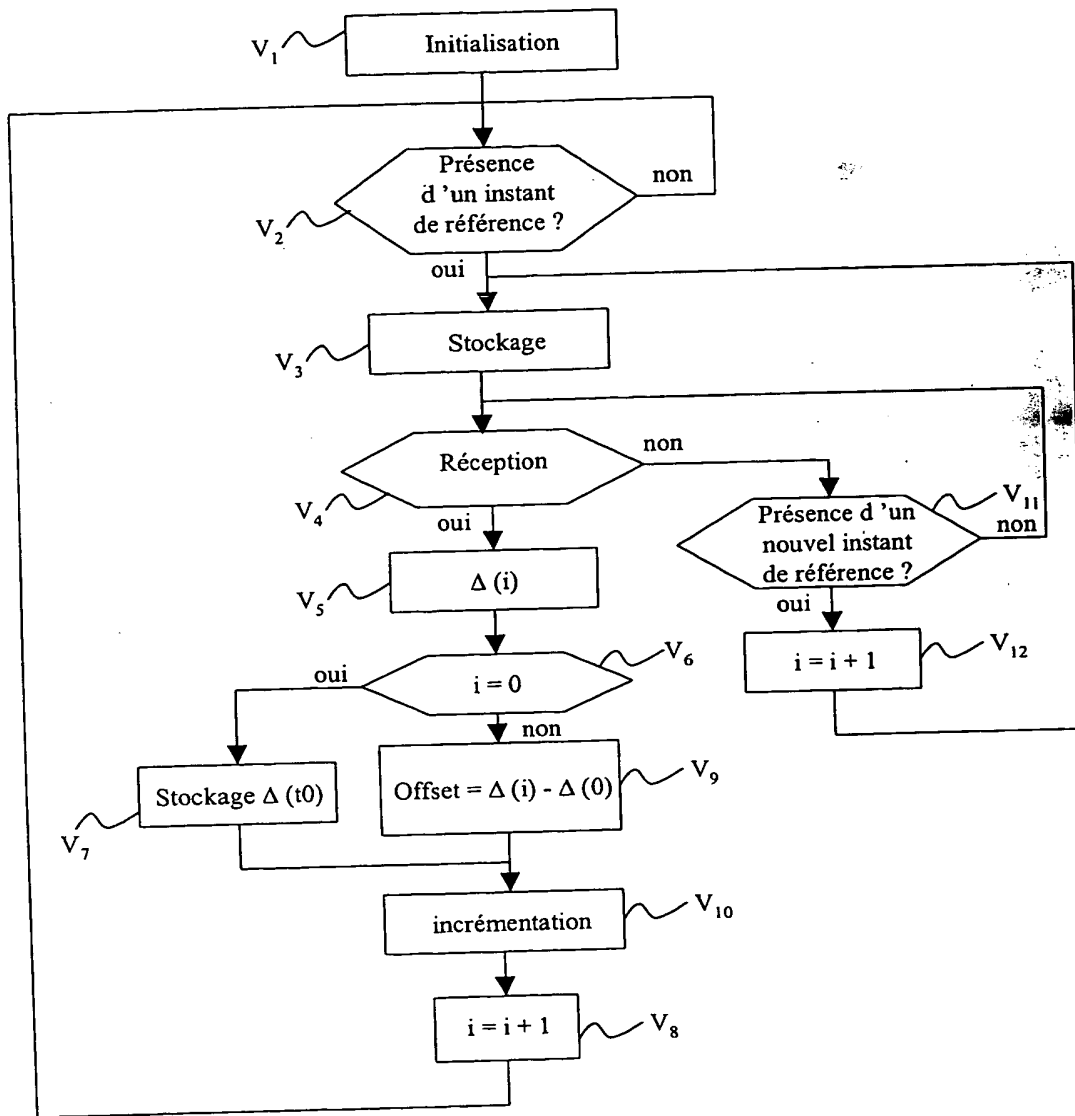 Initialisation
V1
Présence
d 'un instant
de référence ?
non
V2
oui
Stockage
V3
Réception
non
V4
oui
Présence d 'un
nouvel instant
de référence ?
V11
non
oui
Δ (i)
V5
i = i + 1
V12
i = 0
V6
oui
non
Stockage Δ (t0)
V7
Offset = Δ (i) - Δ (0)
V9
incrémentation
V10
i = i + 1
V8